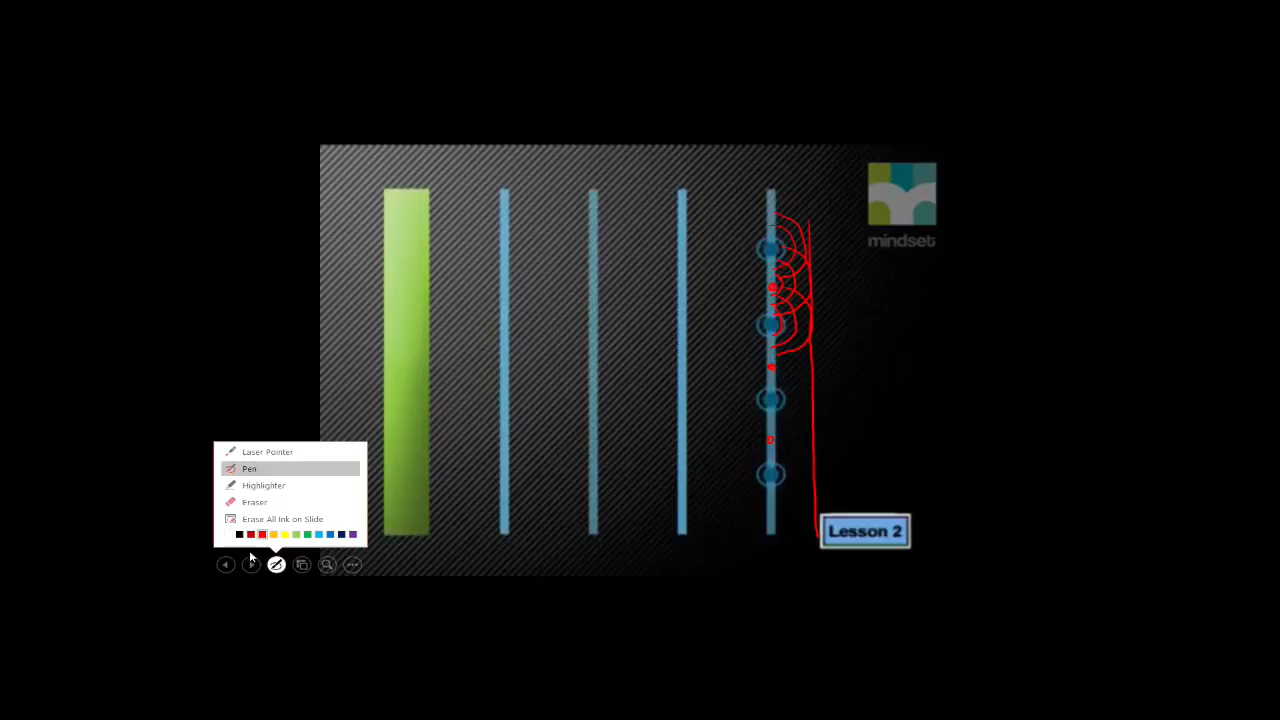 mindset
Laser Pointer
Pen
Highlighter
Eraser
Erase All Ink on Slide
Lesson 2